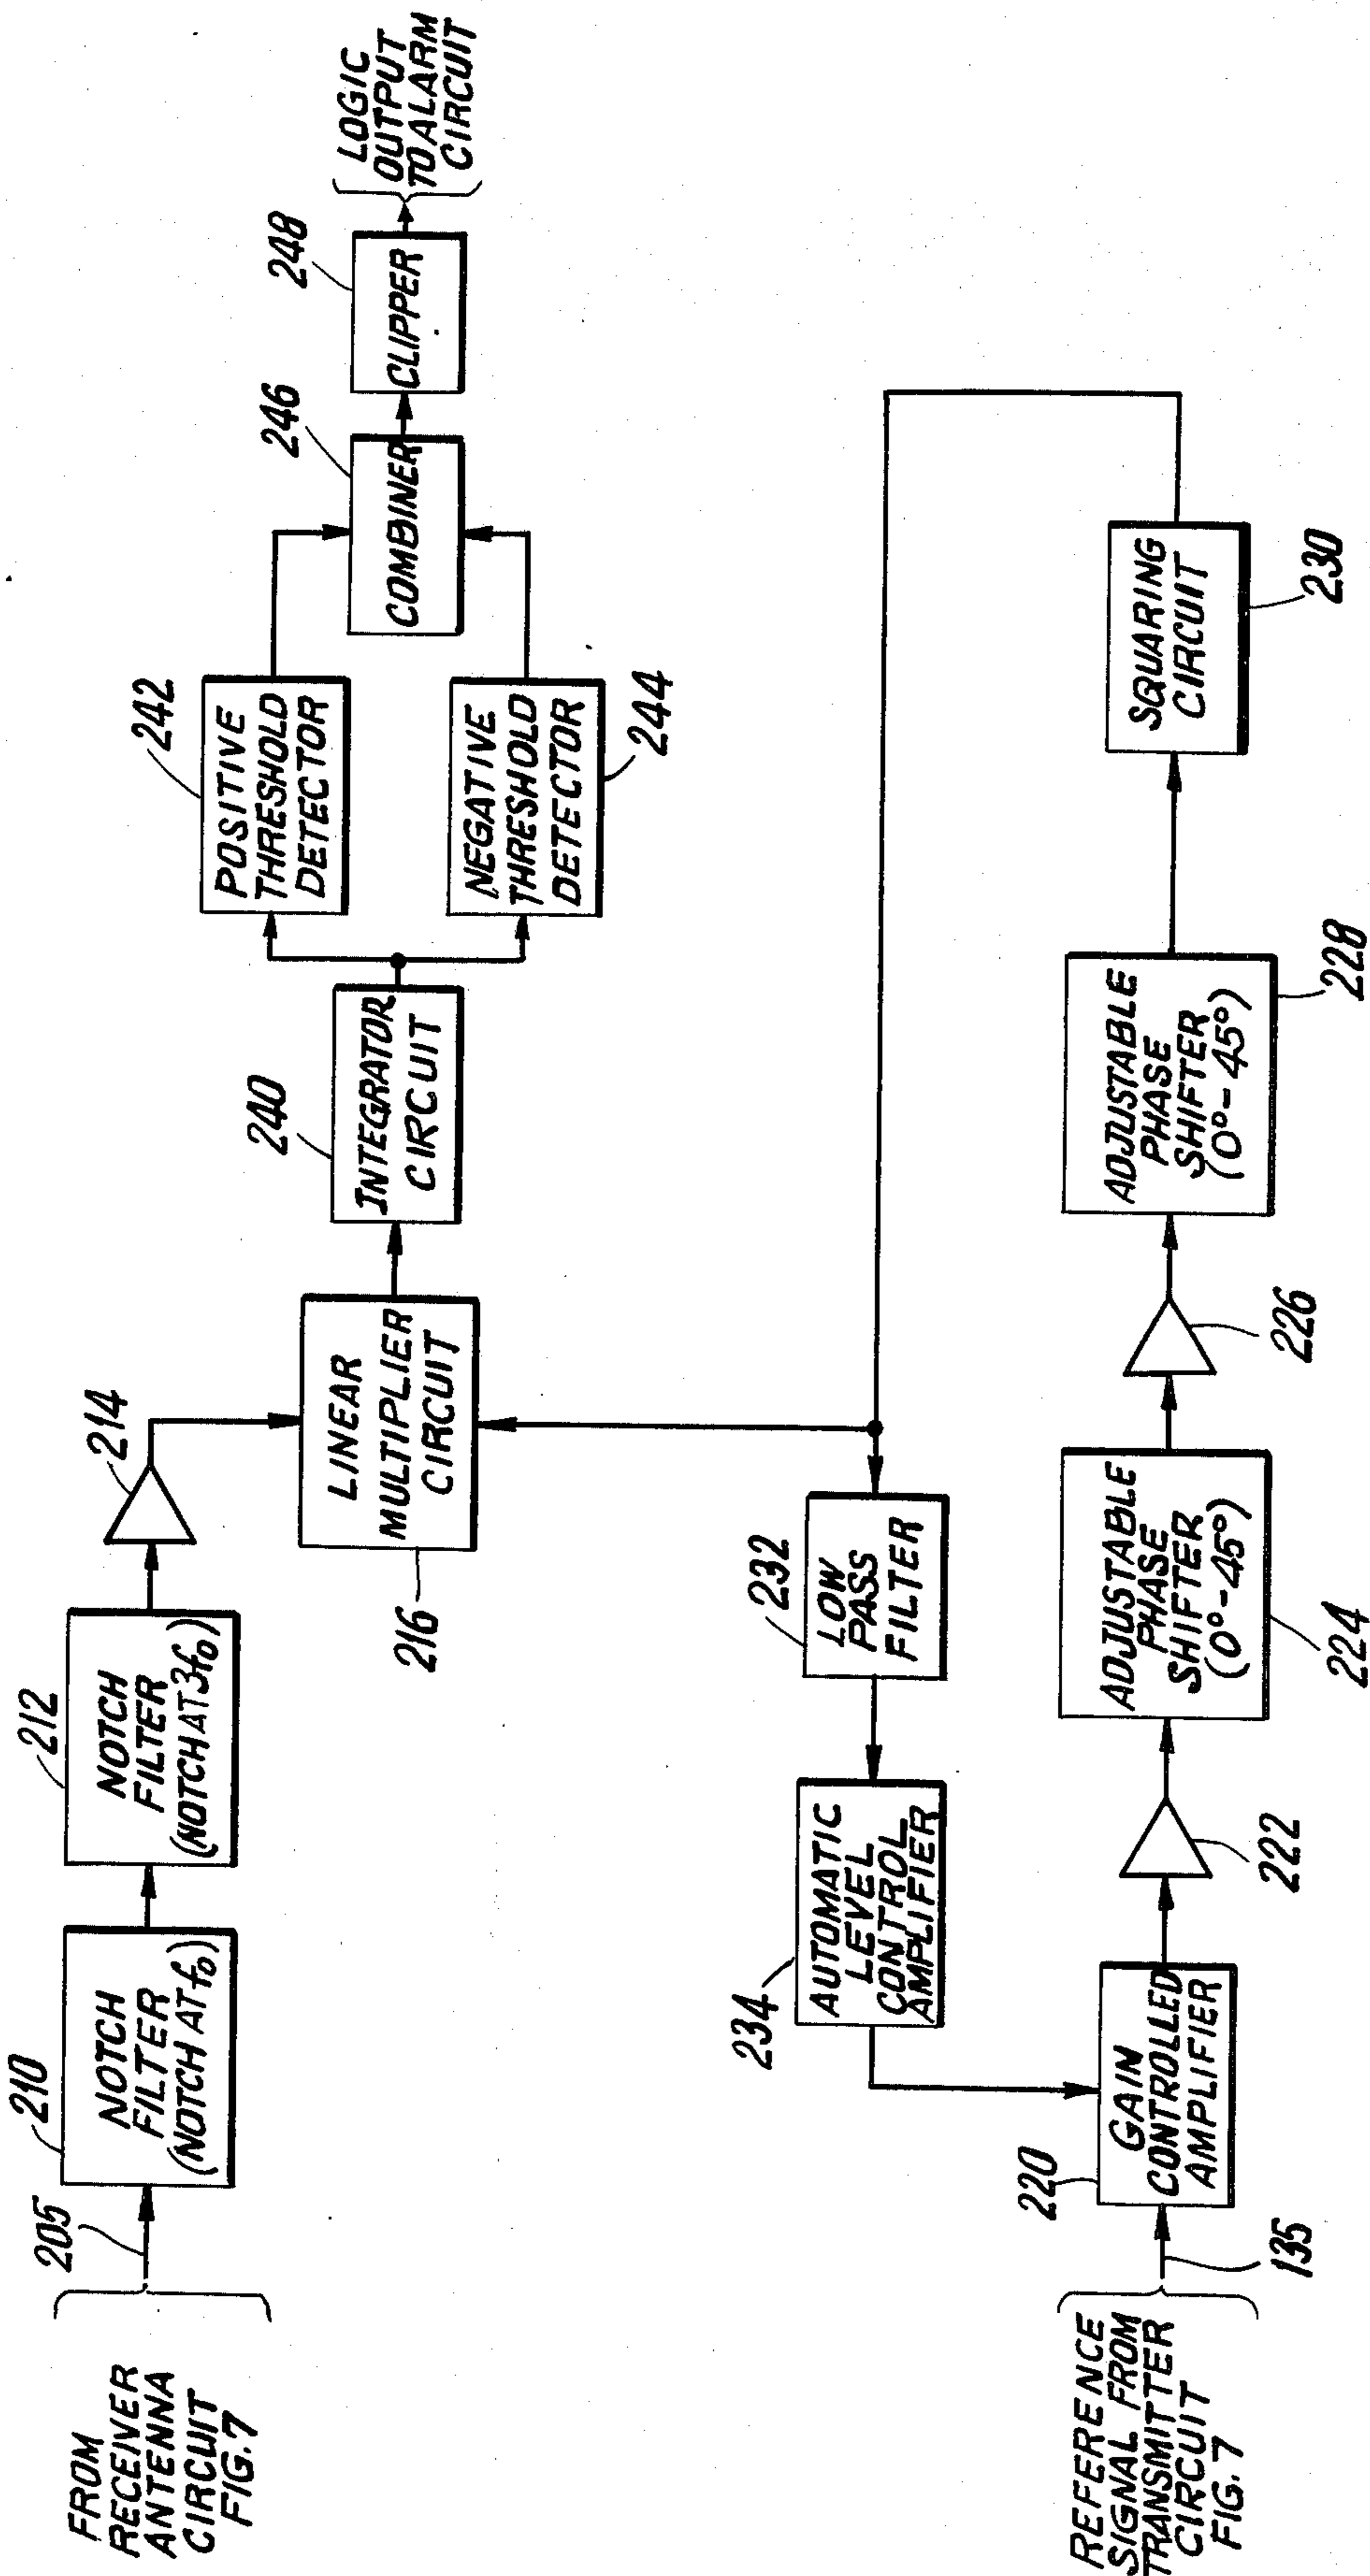 FROM
RECEIVER
ANTENNA
CIRCUIT
FIG. 7
205
210
NOTCH
FILTER
(NOTCH AT f₀)
212
NOTCH
FILTER
(NOTCH AT 3f₀)
214
LINEAR
MULTIPLIER
CIRCUIT
216
240
INTEGRATOR
CIRCUIT
242
POSITIVE
THRESHOLD
DETECTOR
NEGATIVE
THRESHOLD
DETECTOR
244
246
COMBINER
248
CLIPPER
LOGIC
OUTPUT
TO ALARM
CIRCUIT
232
LOW
PASS
FILTER
234
AUTOMATIC
LEVEL
CONTROL
AMPLIFIER
REFERENCE
SIGNAL FROM
TRANSMITTER
CIRCUIT
FIG. 7
135
220
GAIN
CONTROLLED
AMPLIFIER
222
ADJUSTABLE
PHASE
SHIFTER
(0°-45°)
224
226
ADJUSTABLE
PHASE
SHIFTER
(0°-45°)
228
SQUARING
CIRCUIT
230